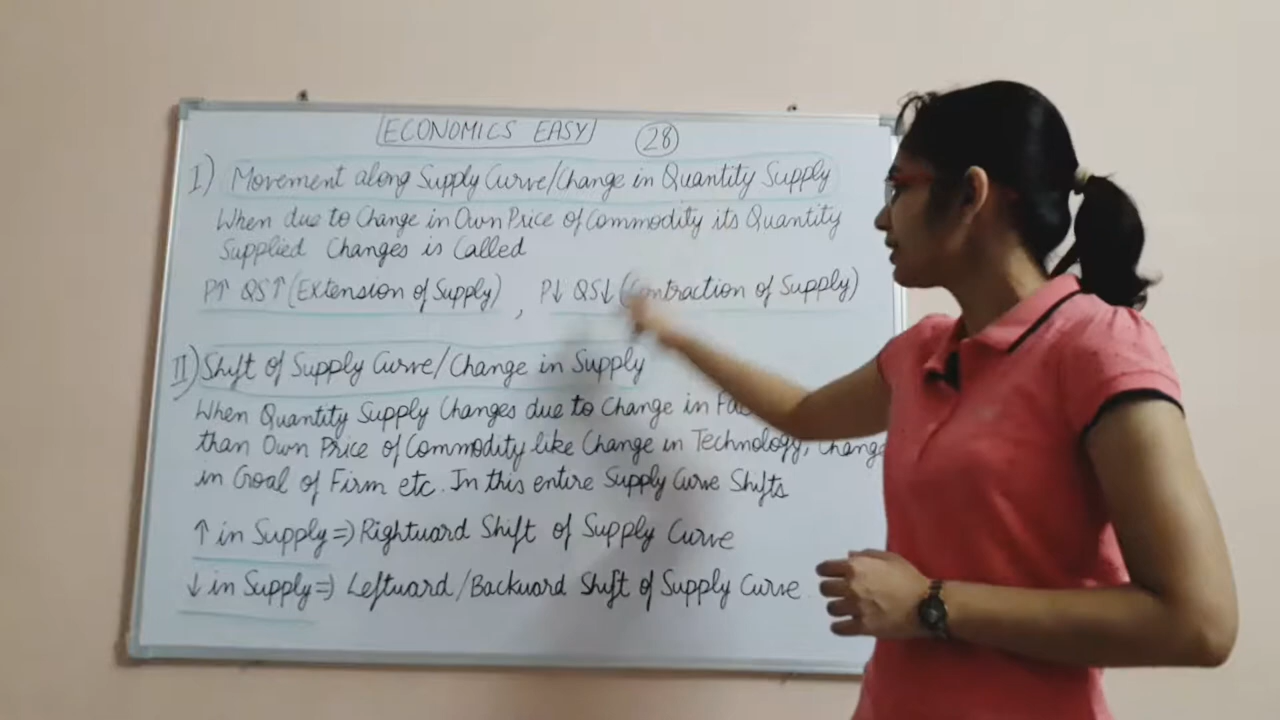 ECONOMICS EASY 28
I) Movement along Supply Curve/Change in Quantity Supply
When due to Change in Own Price of Commodity its Quantity
Supplied Changes is Called
P↑ QS↑ (Extension of Supply) , P↓ QS↓ (Contraction of Supply)
II) Shift of Supply Curve/Change in Supply
When Quantity Supply Changes due to Change in
than Own Price of Commodity like Change in Technology, Change
in Goal of Firm etc. In this entire Supply Curve Shifts
↑ in Supply => Rightward Shift of Supply Curve
↓ in Supply => Leftward/Backward Shift of Supply Curve